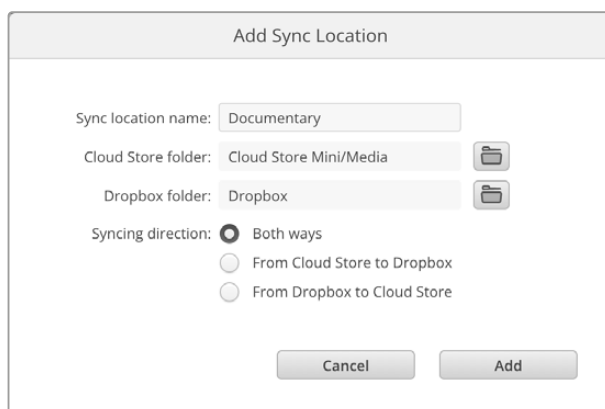 Add Sync Location
Sync location name: Documentary
Cloud Store folder: Cloud Store Mini/Media
Dropbox folder: Dropbox
Syncing direction: Both ways
From Cloud Store to Dropbox
From Dropbox to Cloud Store
Cancel Add